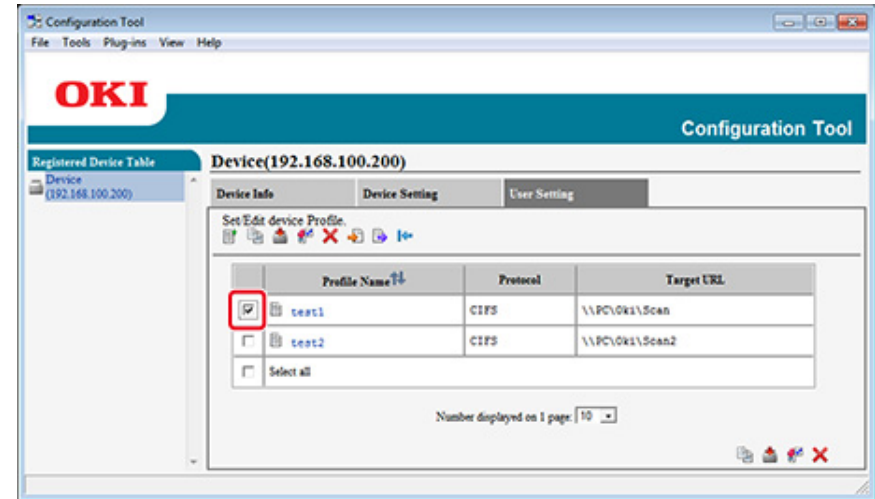 Configuration Tool
File Tools Plug-ins View Help
OKI
Configuration Tool
Registered Device Table
Device
(192.168.100.200)
Device(192.168.100.200)
Device Info Device Setting User Setting
Set/Edit device Profile.
Profile Name Protocol Target URL
test1 CIFS \\PC\Oki\Scan
test2 CIFS \\PC\Oki\Scan2
Select all
Number displayed on 1 page: 10